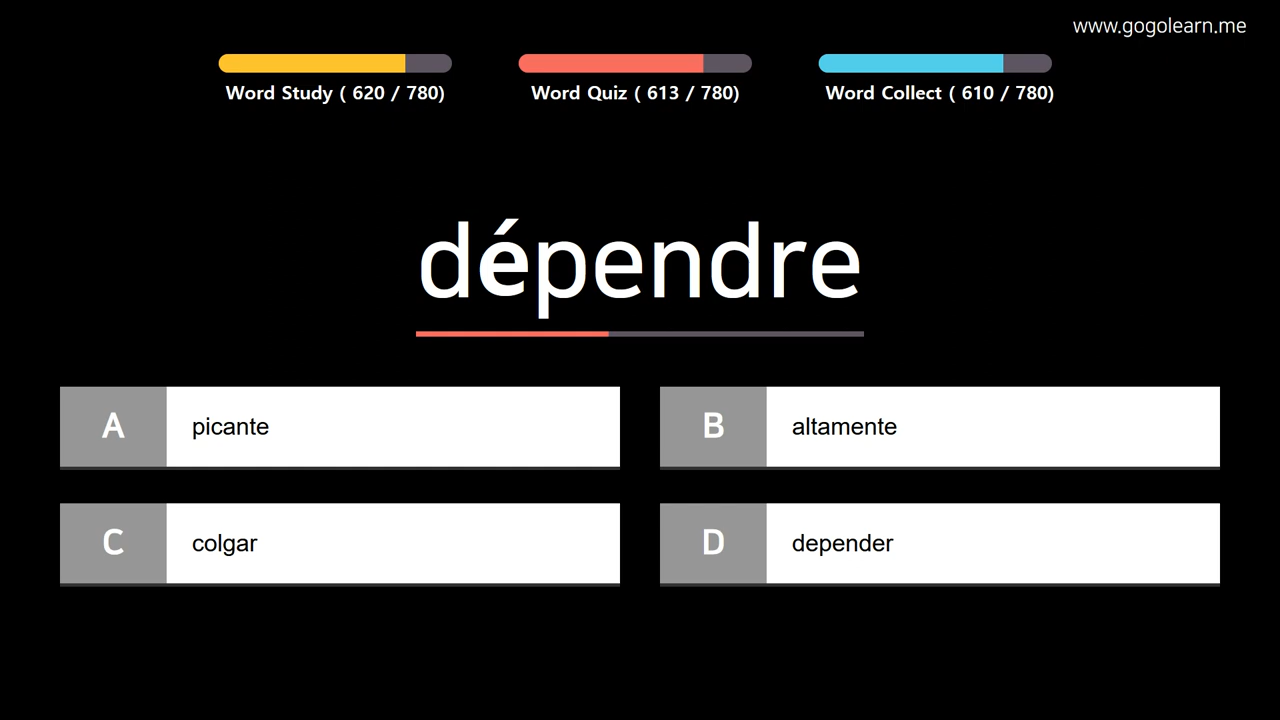 www.gogolearn.me
Word Study ( 620 / 780)
Word Quiz ( 613 / 780)
Word Collect ( 610 / 780)
dépendre
A picante
B altamente
C colgar
D depender